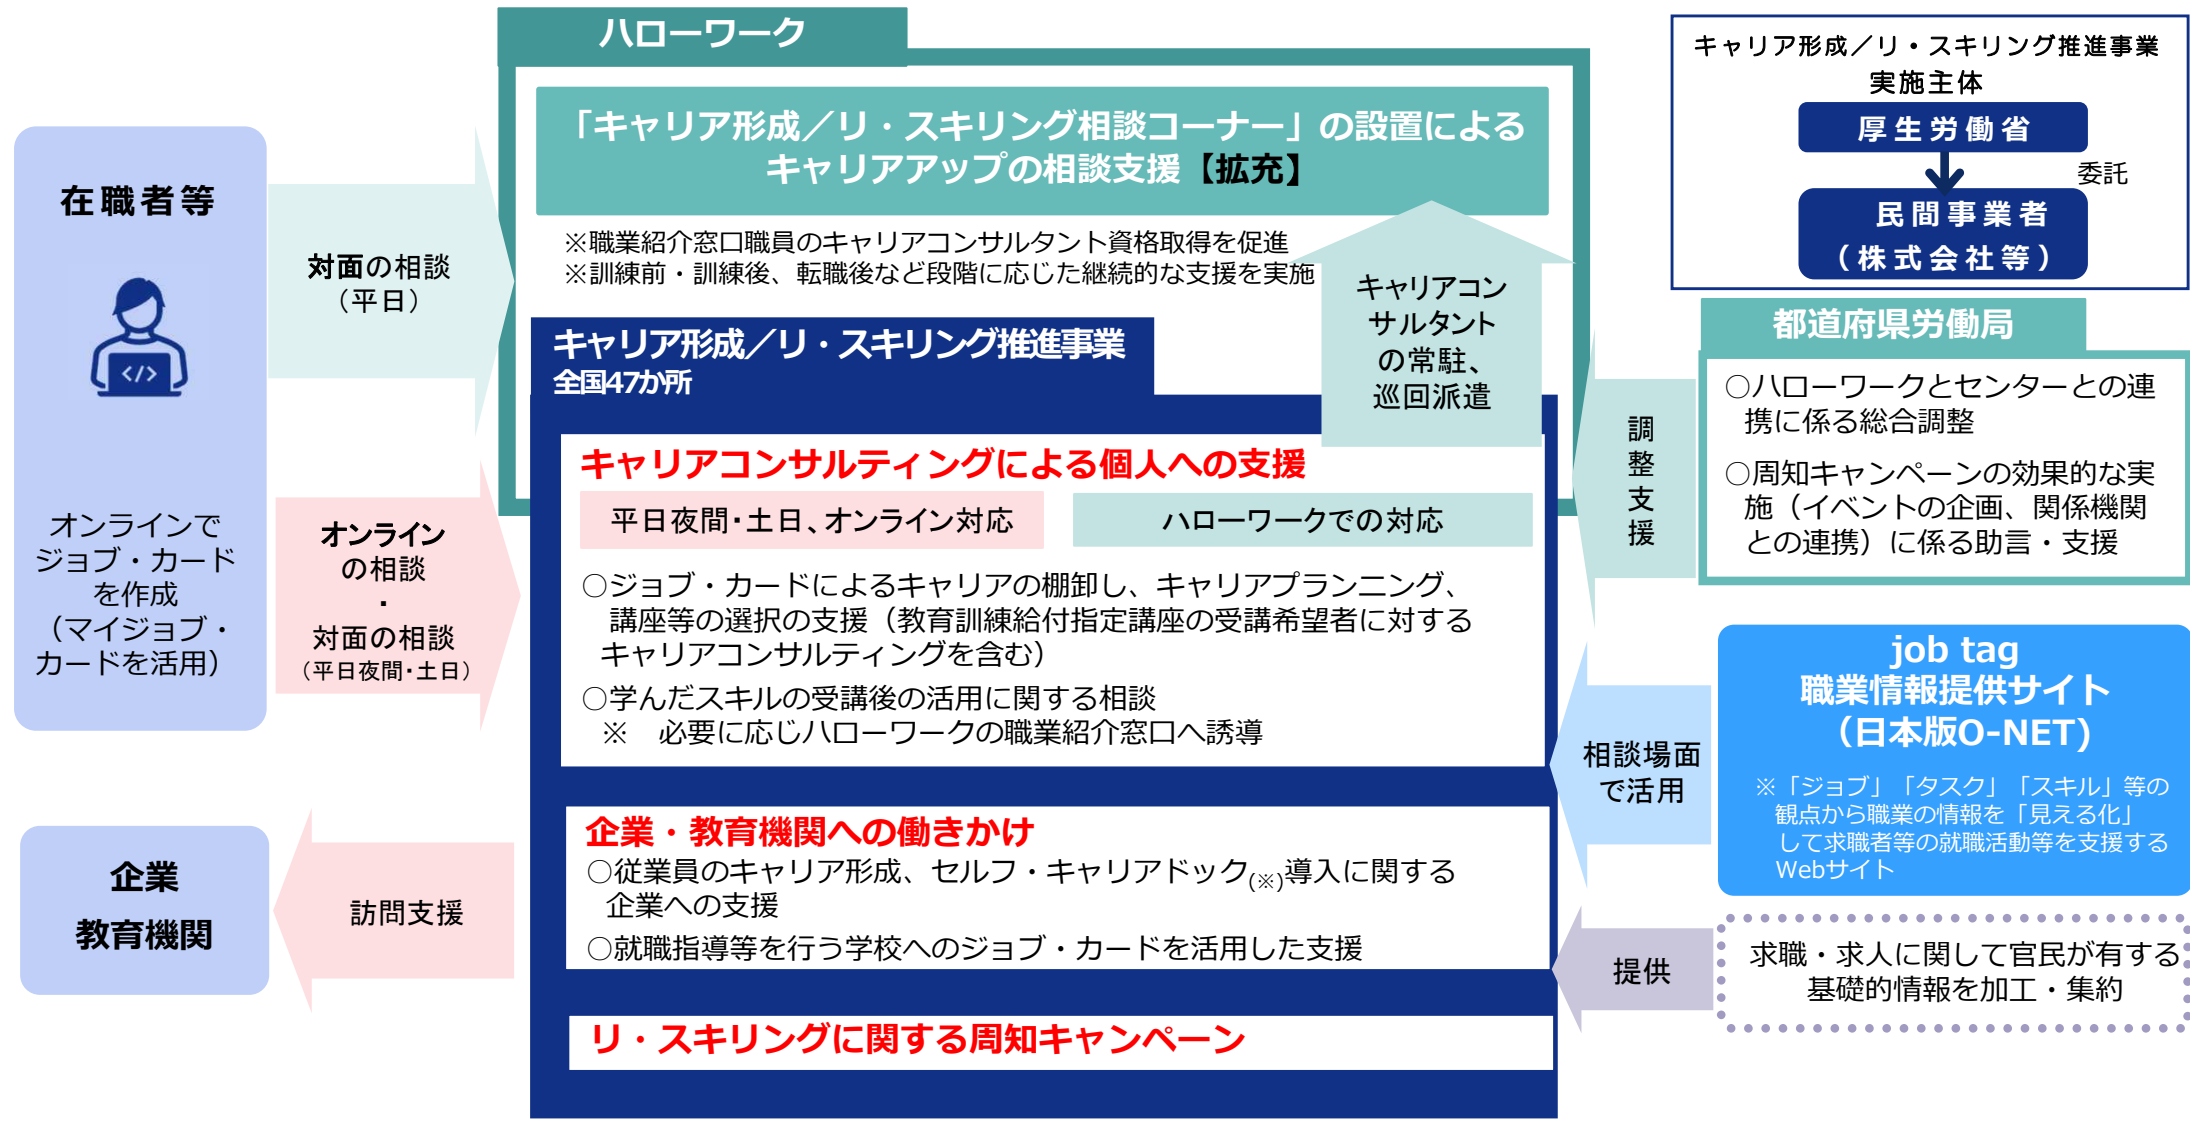 ハローワーク
「キャリア形成／リ・スキリング相談コーナー」の設置による
キャリアアップの相談支援【拡充】
※職業紹介窓口職員のキャリアコンサルタント資格取得を促進
※訓練前・訓練後、転職後など段階に応じた継続的な支援を実施
キャリアコン
サルタント
の常駐、
巡回派遣
在職者等
</>
オンラインで
ジョブ・カード
を作成
（マイジョブ・
カードを活用）
対面の相談
（平日）
オンライン
の相談
・
対面の相談
（平日夜間・土日）
キャリア形成／リ・スキリング推進事業
全国47か所
キャリアコンサルティングによる個人への支援
平日夜間・土日、オンライン対応
ハローワークでの対応
○ジョブ・カードによるキャリアの棚卸し、キャリアプランニング、
講座等の選択の支援（教育訓練給付指定講座の受講希望者に対する
キャリアコンサルティングを含む）
○学んだスキルの受講後の活用に関する相談
※　必要に応じハローワークの職業紹介窓口へ誘導
企業・教育機関への働きかけ
○従業員のキャリア形成、セルフ・キャリアドック(※)導入に関する
企業への支援
○就職指導等を行う学校へのジョブ・カードを活用した支援
リ・スキリングに関する周知キャンペーン
企業
教育機関
訪問支援
キャリア形成／リ・スキリング推進事業
実施主体
厚生労働省
委託
民間事業者
（株式会社等）
都道府県労働局
○ハローワークとセンターとの連
携に係る総合調整
○周知キャンペーンの効果的な実
施（イベントの企画、関係機関
との連携）に係る助言・支援
調
整
支
援
job tag
職業情報提供サイト
（日本版O-NET)
※「ジョブ」「タスク」「スキル」等の
観点から職業の情報を「見える化」
して求職者等の就職活動等を支援する
Webサイト
相談場面
で活用
求職・求人に関して官民が有する
基礎的情報を加工・集約
提供